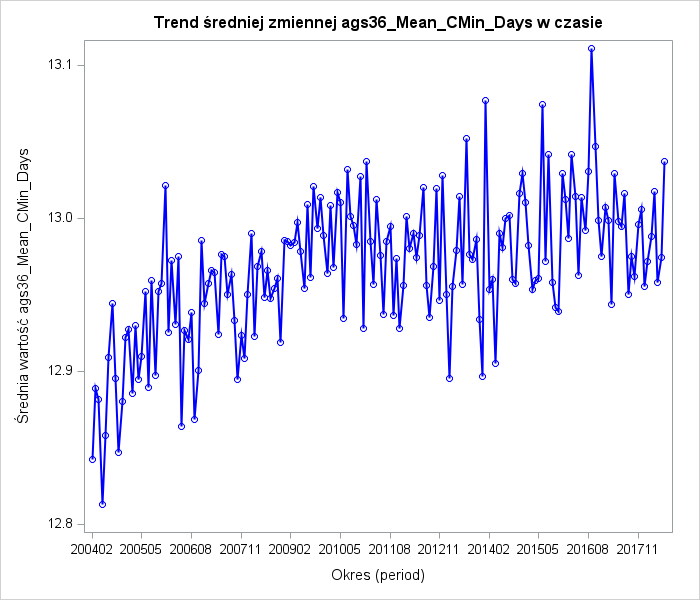 Trend średniej zmiennej ags36_Mean_CMin_Days w czasie
Średnia wartość ags36_Mean_CMin_Days
13.1
13.0
12.9
12.8
200402 200505 200608 200711 200902 201005 201108 201211 201402 201505 201608 201711
Okres (period)